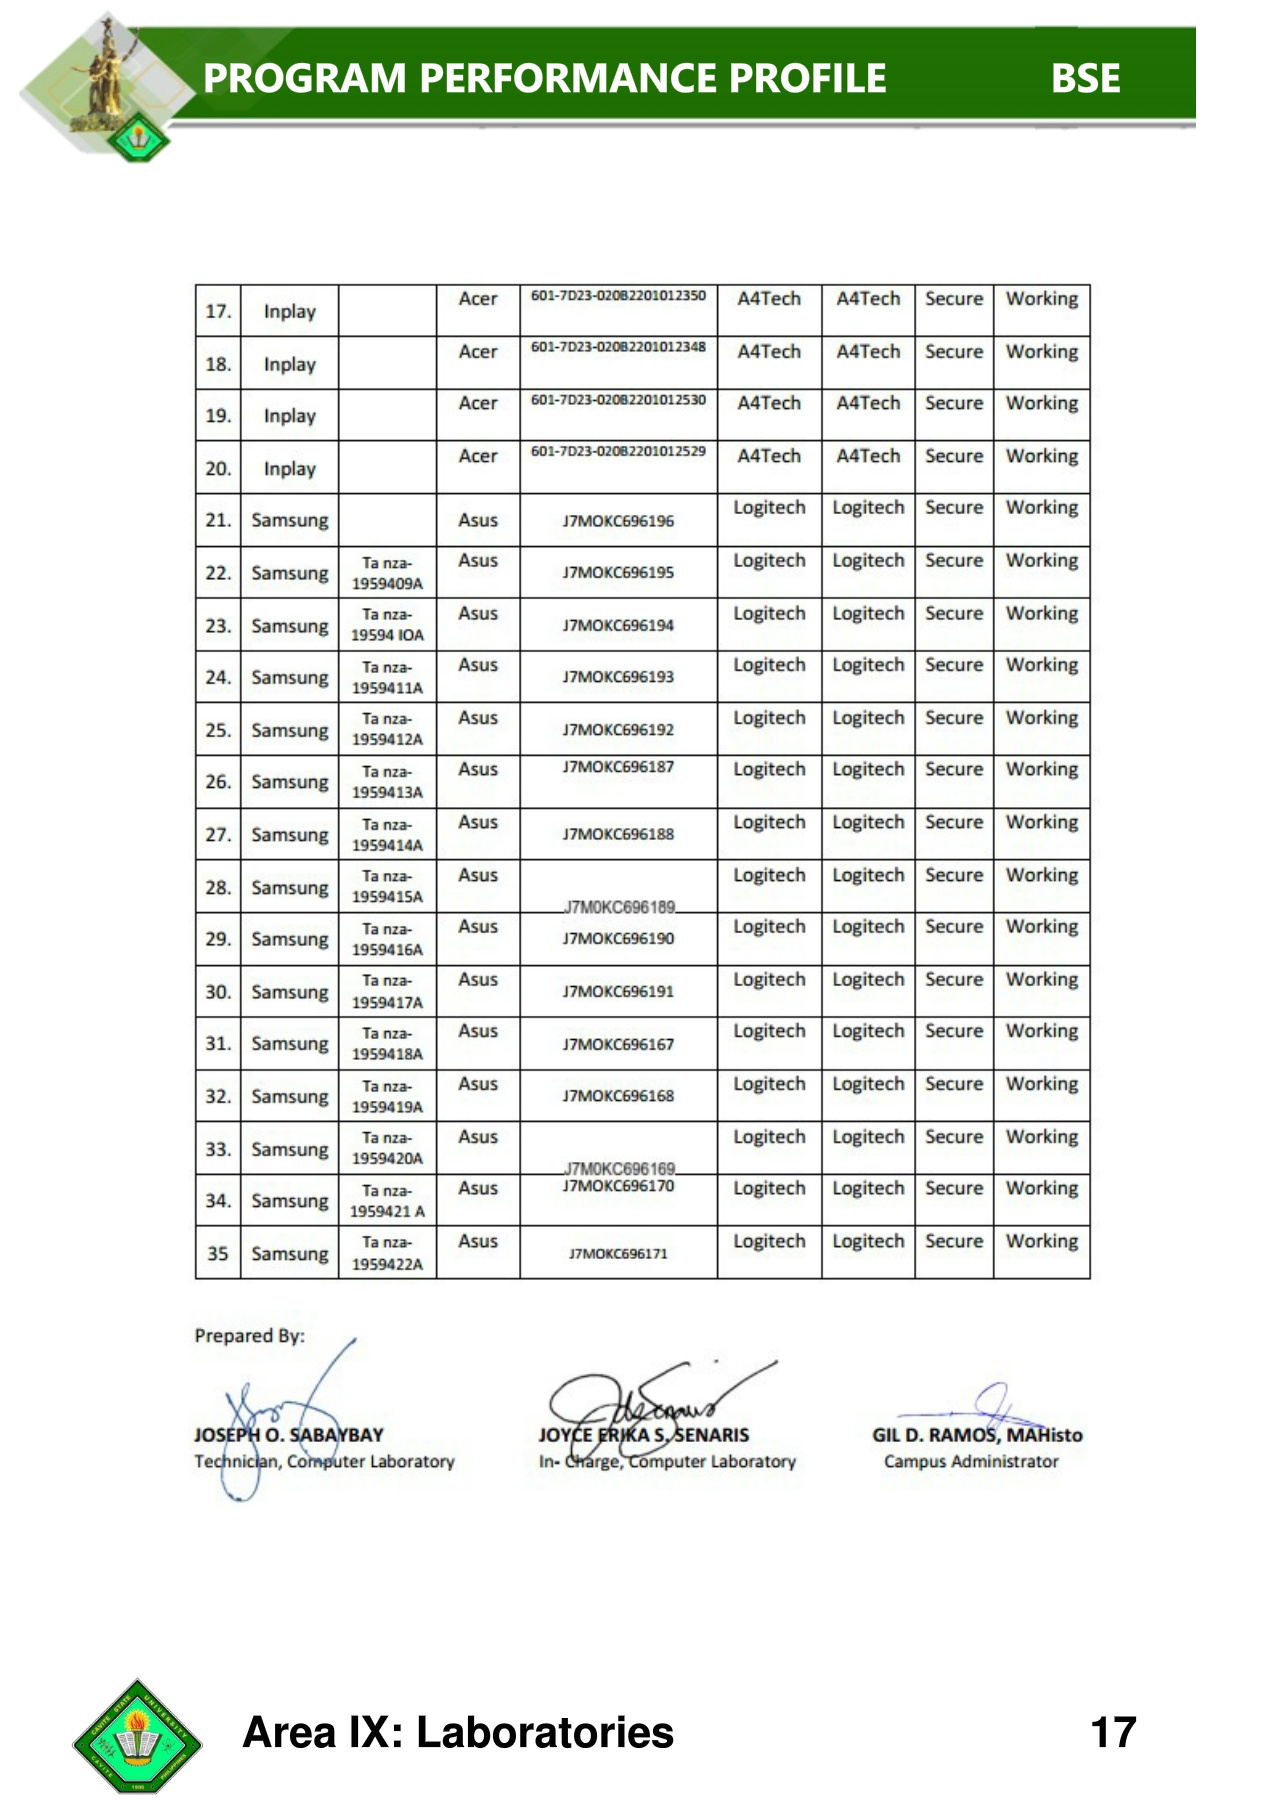 PROGRAM PERFORMANCE PROFILE BSE
17. Inplay Acer 601-7D23-020B2201012350 A4Tech A4Tech Secure Working
18. Inplay Acer 601-7D23-020B2201012348 A4Tech A4Tech Secure Working
19. Inplay Acer 601-7D23-020B2201012530 A4Tech A4Tech Secure Working
20. Inplay Acer 601-7D23-020B2201012529 A4Tech A4Tech Secure Working
21. Samsung Asus J7MOKC696196 Logitech Logitech Secure Working
22. Samsung Ta nza-1959409A Asus J7MOKC696195 Logitech Logitech Secure Working
23. Samsung Ta nza-19594 IOA Asus J7MOKC696194 Logitech Logitech Secure Working
24. Samsung Ta nza-1959411A Asus J7MOKC696193 Logitech Logitech Secure Working
25. Samsung Ta nza-1959412A Asus J7MOKC696192 Logitech Logitech Secure Working
26. Samsung Ta nza-1959413A Asus J7MOKC696187 Logitech Logitech Secure Working
27. Samsung Ta nza-1959414A Asus J7MOKC696188 Logitech Logitech Secure Working
28. Samsung Ta nza-1959415A Asus J7M0KC696189 Logitech Logitech Secure Working
29. Samsung Ta nza-1959416A Asus J7MOKC696190 Logitech Logitech Secure Working
30. Samsung Ta nza-1959417A Asus J7MOKC696191 Logitech Logitech Secure Working
31. Samsung Ta nza-1959418A Asus J7MOKC696167 Logitech Logitech Secure Working
32. Samsung Ta nza-1959419A Asus J7MOKC696168 Logitech Logitech Secure Working
33. Samsung Ta nza-1959420A Asus J7M0KC696169 Logitech Logitech Secure Working
34. Samsung Ta nza-1959421 A Asus J7MOKC696170 Logitech Logitech Secure Working
35 Samsung Ta nza-1959422A Asus J7MOKC696171 Logitech Logitech Secure Working
Prepared By:
JOSEPH O. SABAYBAY JOYCE ERIKA S. SENARIS GIL D. RAMOS, MAHisto
Technician, Computer Laboratory In- Charge, Computer Laboratory Campus Administrator
CAVITE STATE UNIVERSITY
CAVITE PHILIPPINES
1906
Area IX: Laboratories 17